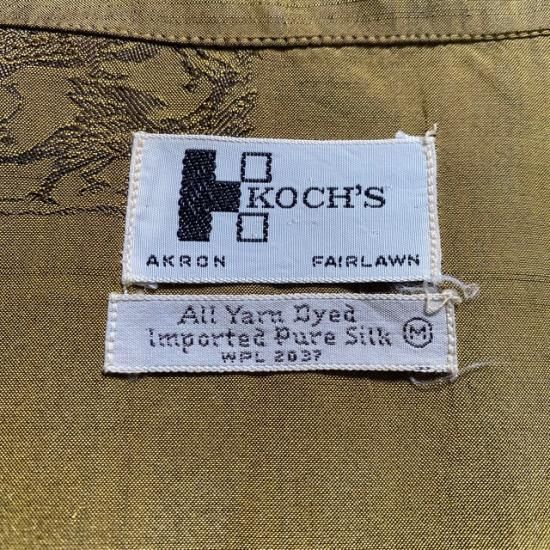 KOCH'S
AKRON FAIRLAWN
All Yarn Dyed
Imported Pure Silk M
WPL 2037